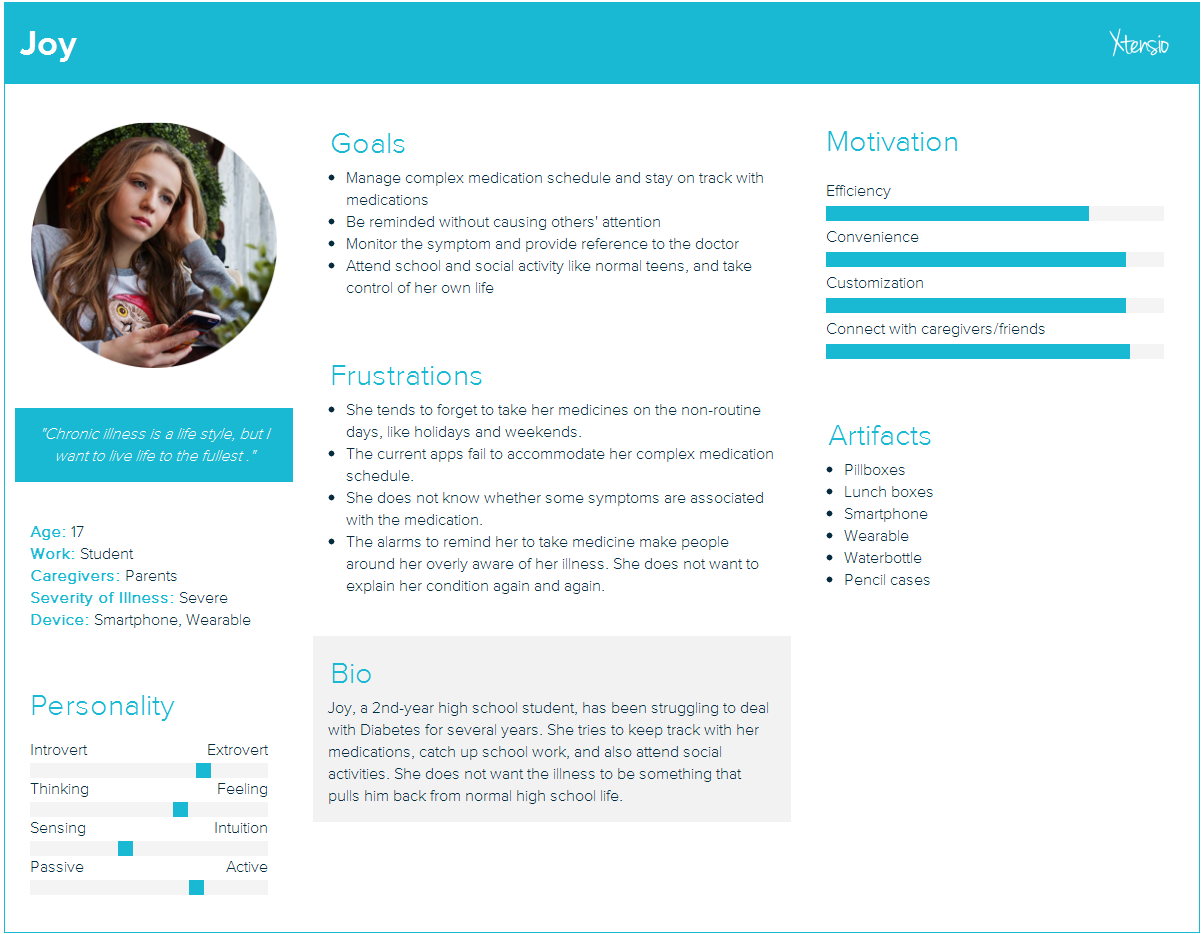 Joy
Xtensio
"Chronic illness is a life style, but I
want to live life to the fullest ."
Age: 17
Work: Student
Caregivers: Parents
Severity of Illness: Severe
Device: Smartphone, Wearable
Personality
Introvert Extrovert
Thinking Feeling
Sensing Intuition
Passive Active
Goals
• Manage complex medication schedule and stay on track with
medications
• Be reminded without causing others' attention
• Monitor the symptom and provide reference to the doctor
• Attend school and social activity like normal teens, and take
control of her own life
Frustrations
• She tends to forget to take her medicines on the non-routine
days, like holidays and weekends.
• The current apps fail to accommodate her complex medication
schedule.
• She does not know whether some symptoms are associated
with the medication.
• The alarms to remind her to take medicine make people
around her overly aware of her illness. She does not want to
explain her condition again and again.
Bio
Joy, a 2nd-year high school student, has been struggling to deal
with Diabetes for several years. She tries to keep track with her
medications, catch up school work, and also attend social
activities. She does not want the illness to be something that
pulls him back from normal high school life.
Motivation
Efficiency
Convenience
Customization
Connect with caregivers/friends
Artifacts
• Pillboxes
• Lunch boxes
• Smartphone
• Wearable
• Waterbottle
• Pencil cases